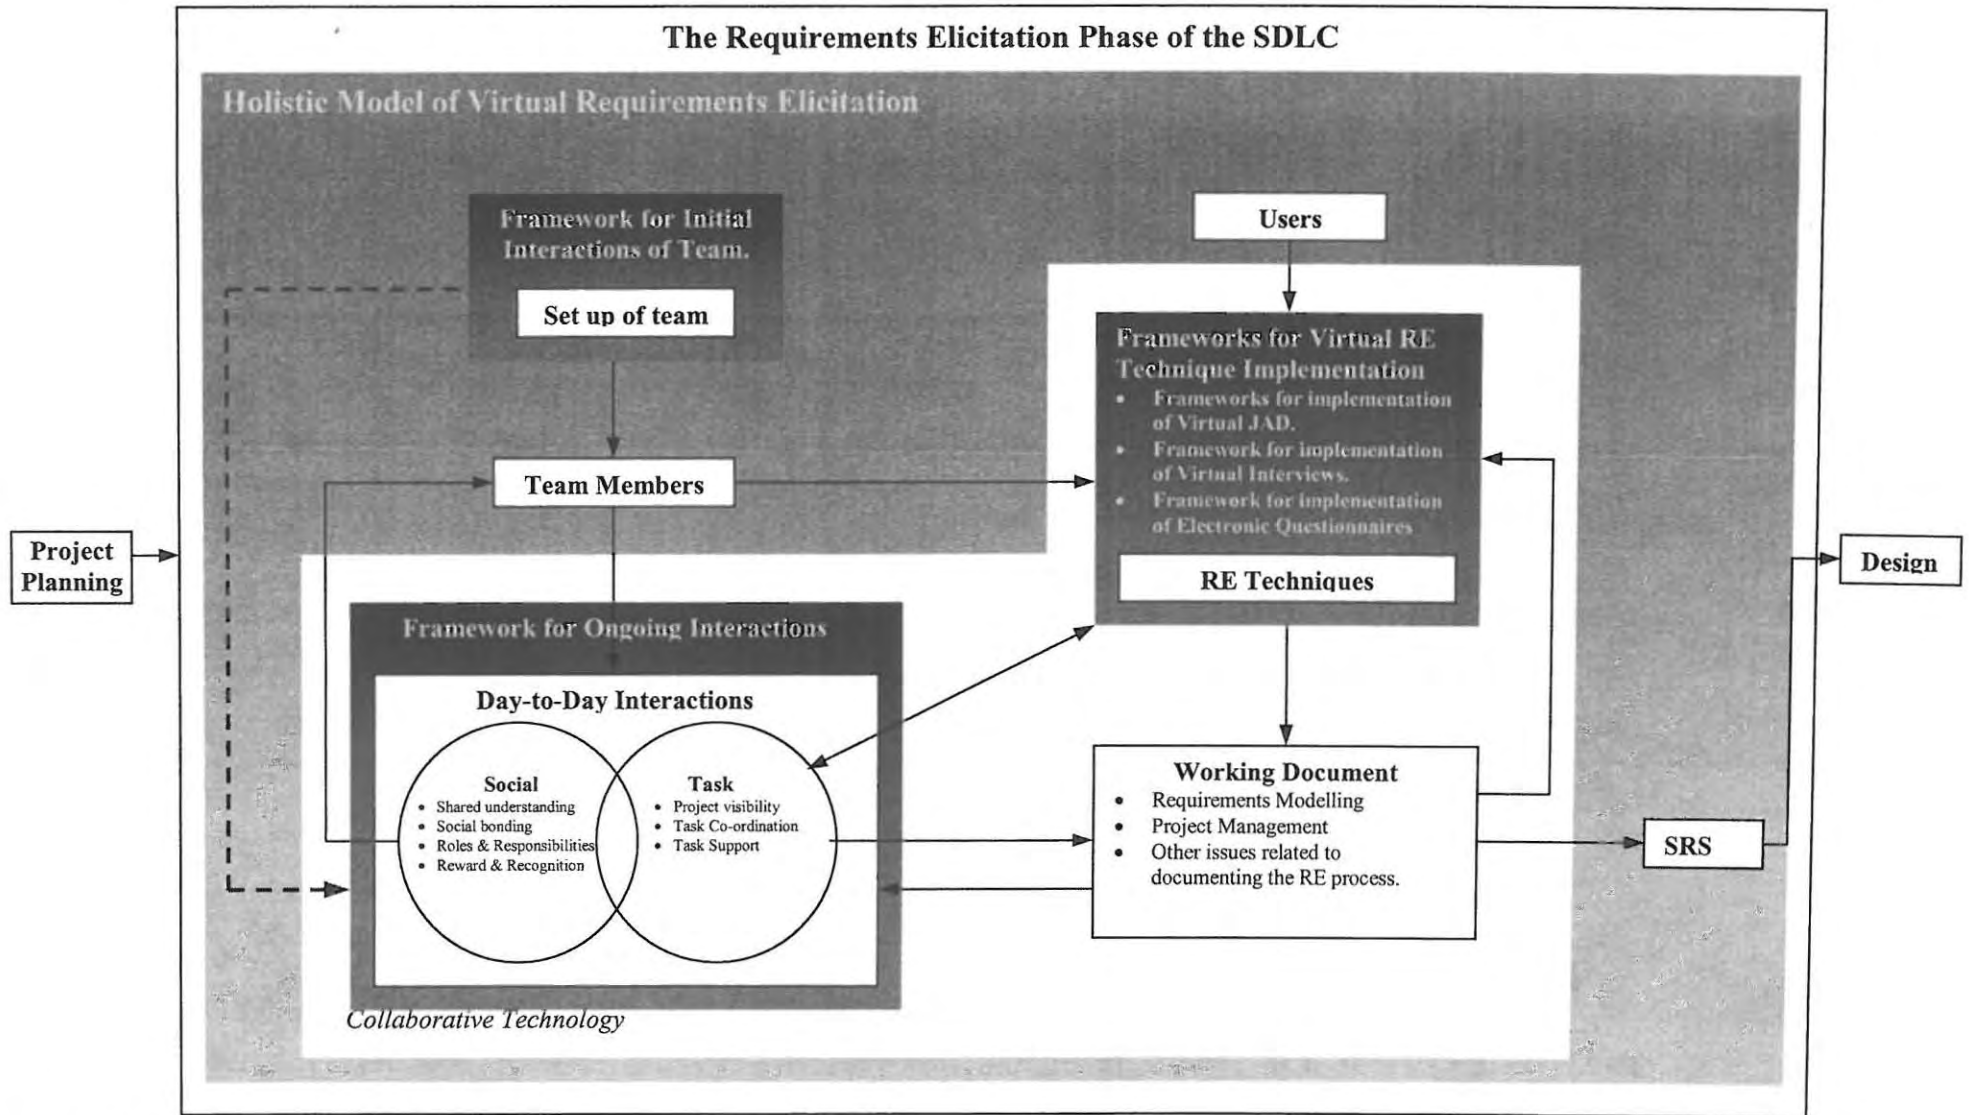 The Requirements Elicitation Phase of the SDLC
Holistic Model of Virtual Requirements Elicitation
Framework for Initial
Interactions of Team.
Set up of team
Users
Frameworks for Virtual RE
Technique Implementation
• Frameworks for implementation
of Virtual JAD.
• Framework for implementation
of Virtual Interviews.
• Framework for implementation
of Electronic Questionnaires
RE Techniques
Team Members
Project
Planning
Design
Framework for Ongoing Interactions
Day-to-Day Interactions
Social
• Shared understanding
• Social bonding
• Roles & Responsibilities
• Reward & Recognition
Task
• Project visibility
• Task Co-ordination
• Task Support
Working Document
• Requirements Modelling
• Project Management
• Other issues related to
documenting the RE process.
SRS
Collaborative Technology